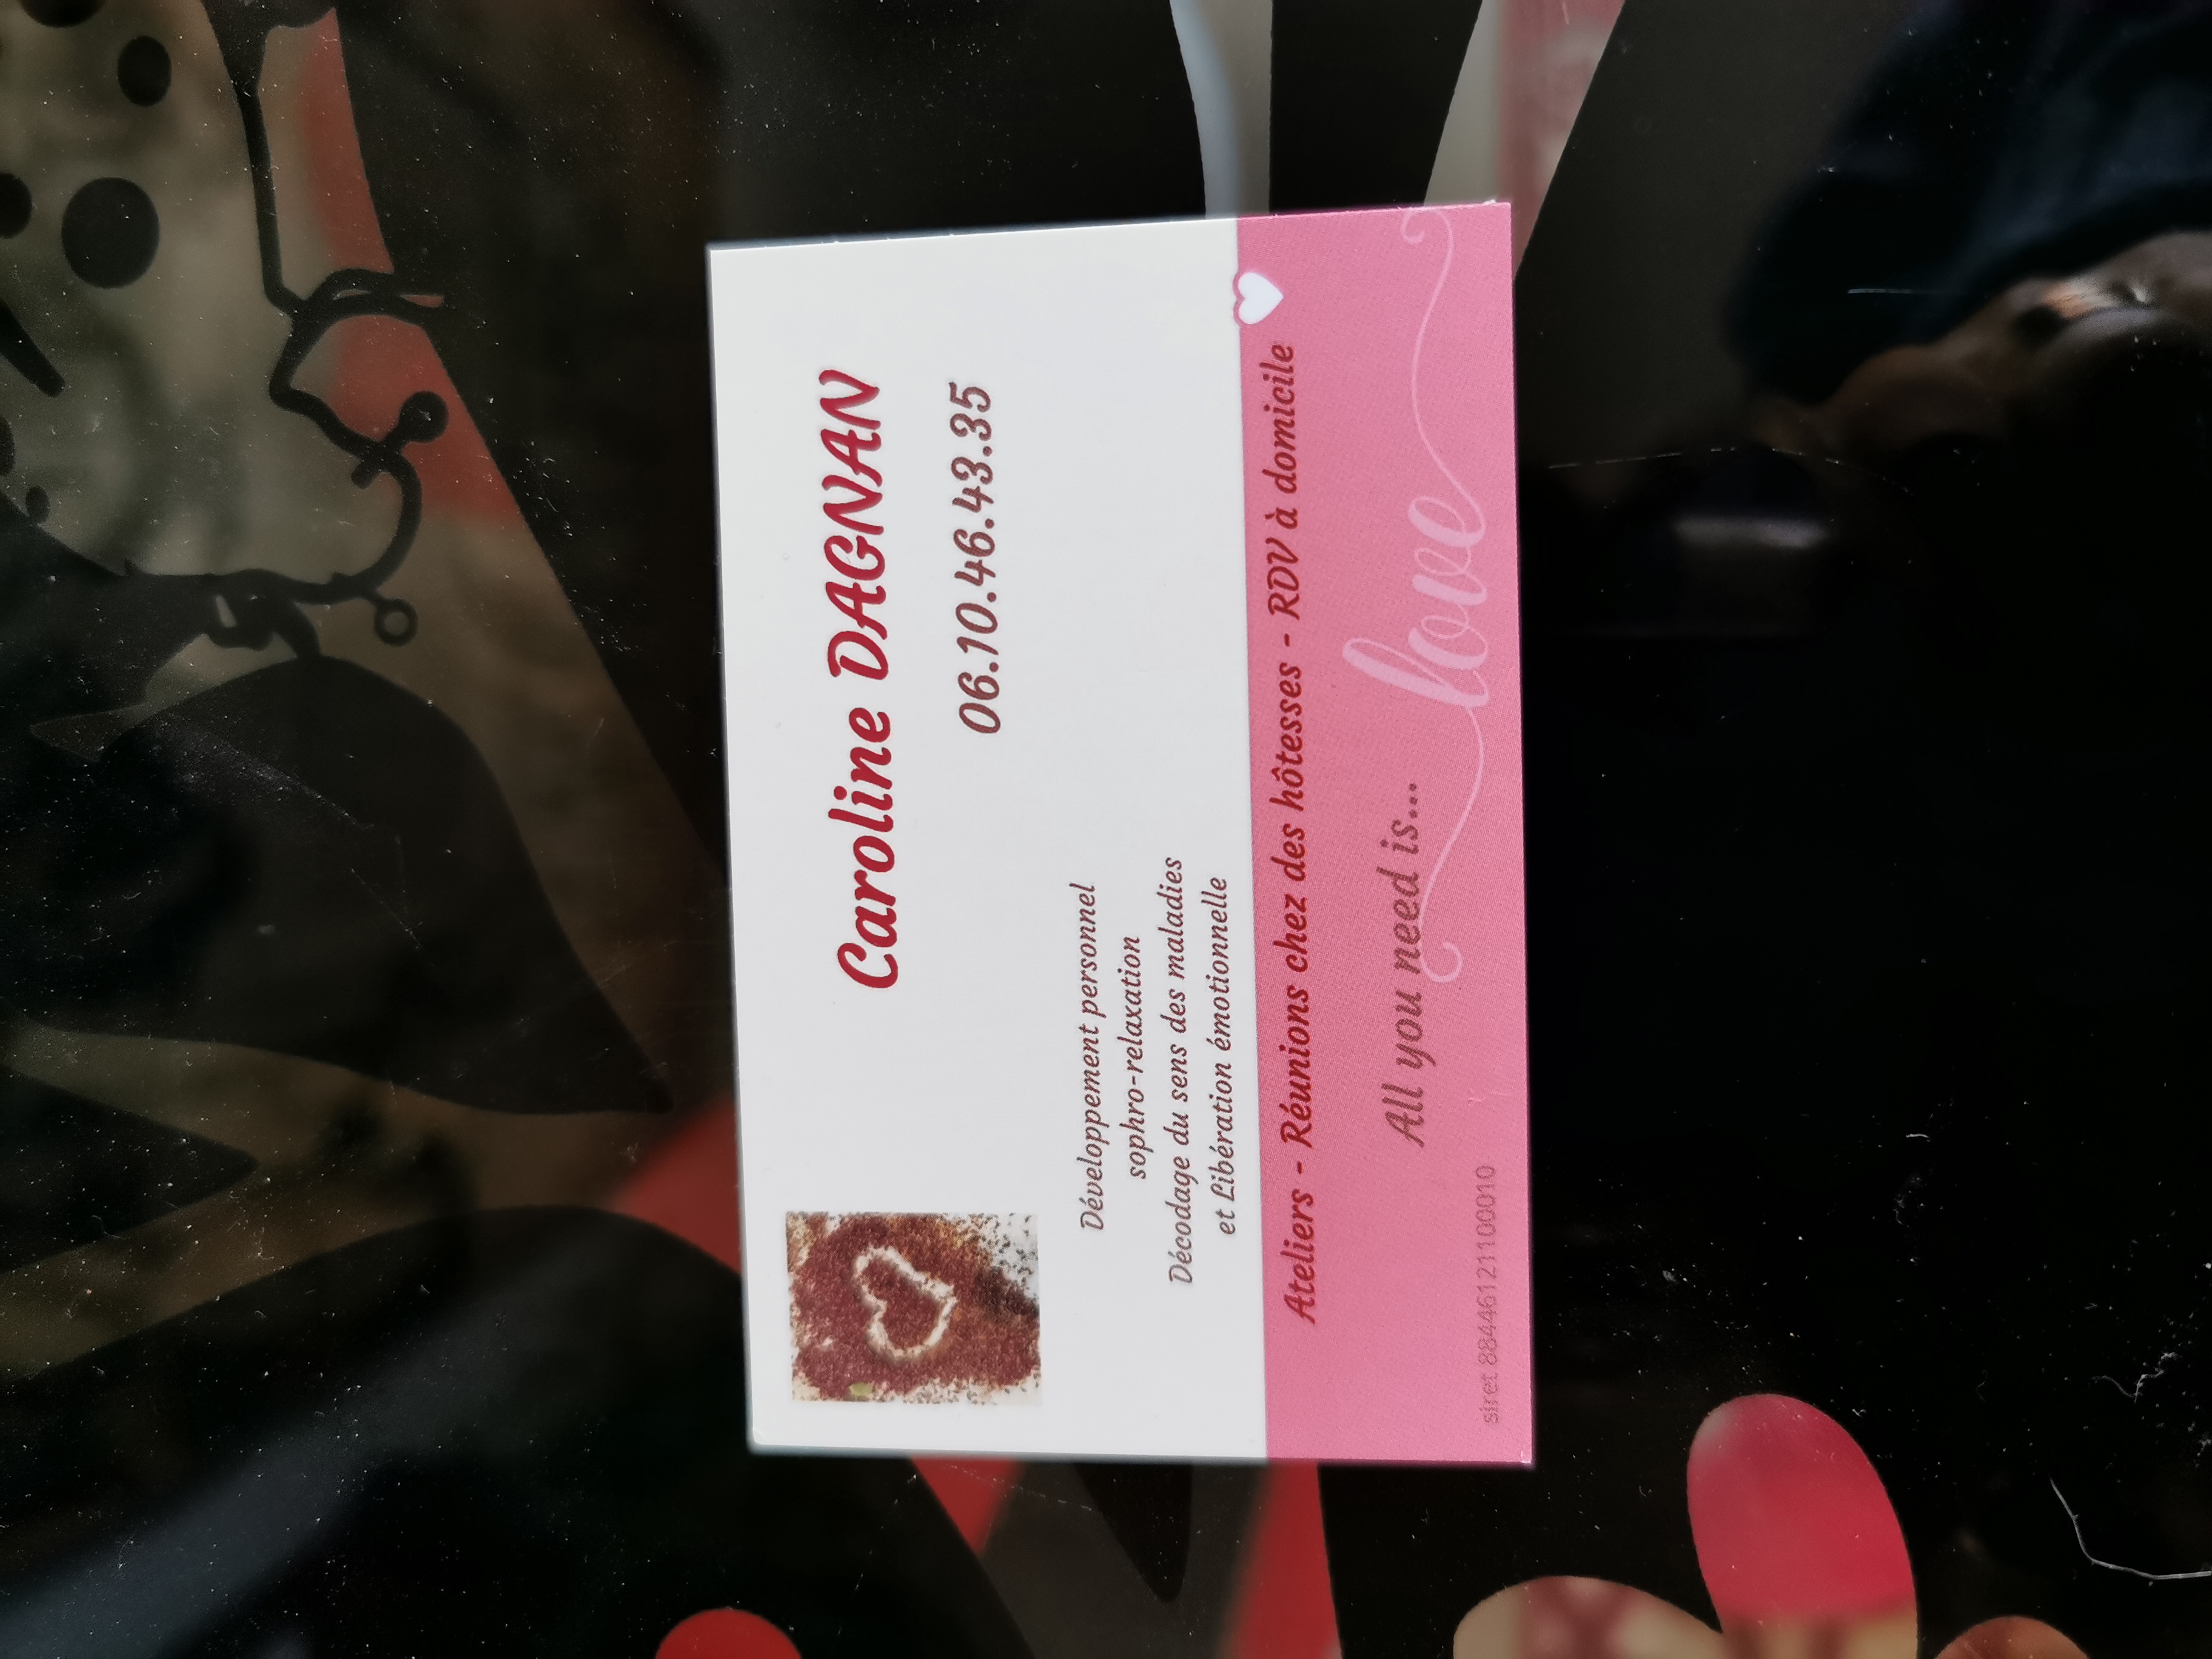 Caroline DAGNAN
06.10.46.43.35
Développement personnel
sophro-relaxation
Décodage du sens des maladies
et Libération émotionnelle
Ateliers - Réunions chez des hôtesses - RDV à domicile
All you need is...
love
siret 88446121100010